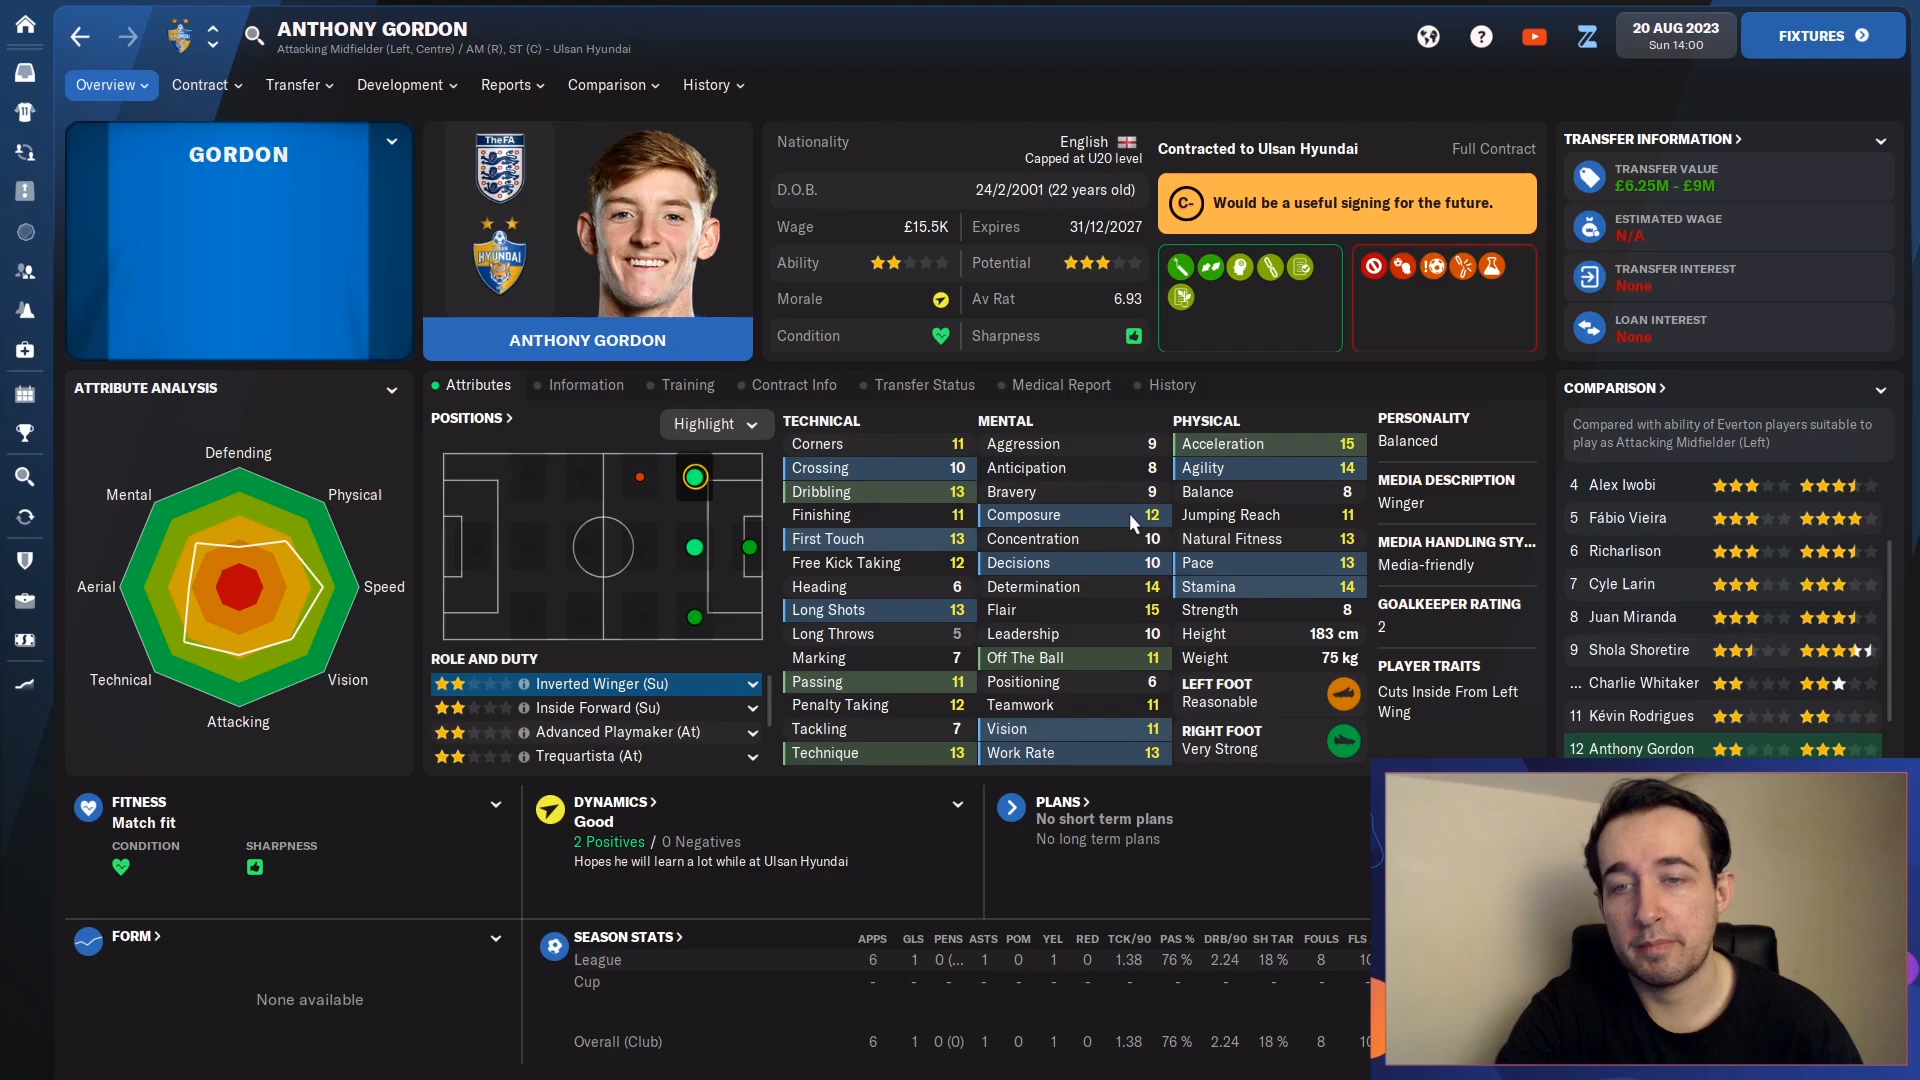 ANTHONY GORDON
Attacking Midfielder (Left, Centre) / AM (R), ST (C) - Ulsan Hyundai
20 AUG 2023
Sun 14:00
FIXTURES
Overview
Contract
Transfer
Development
Reports
Comparison
History
GORDON
TheFA
HYUNDAI
ANTHONY GORDON
Nationality
English
Capped at U20 level
D.O.B.
24/2/2001 (22 years old)
Wage £15.5K
Expires 31/12/2027
Ability
Potential
Morale
Av Rat 6.93
Condition
Sharpness
Contracted to Ulsan Hyundai
Full Contract
C- Would be a useful signing for the future.
TRANSFER INFORMATION >
TRANSFER VALUE
£6.25M - £9M
ESTIMATED WAGE
N/A
TRANSFER INTEREST
None
LOAN INTEREST
None
ATTRIBUTE ANALYSIS
Defending
Mental
Physical
Aerial
Speed
Technical
Vision
Attacking
Attributes
Information
Training
Contract Info
Transfer Status
Medical Report
History
POSITIONS >
Highlight
ROLE AND DUTY
Inverted Winger (Su)
Inside Forward (Su)
Advanced Playmaker (At)
Trequartista (At)
TECHNICAL
Corners 11
Crossing 10
Dribbling 13
Finishing 11
First Touch 13
Free Kick Taking 12
Heading 6
Long Shots 13
Long Throws 5
Marking 7
Passing 11
Penalty Taking 12
Tackling 7
Technique 13
MENTAL
Aggression 9
Anticipation 8
Bravery 9
Composure 12
Concentration 10
Decisions 10
Determination 14
Flair 15
Leadership 10
Off The Ball 11
Positioning 6
Teamwork 11
Vision 11
Work Rate 13
PHYSICAL
Acceleration 15
Agility 14
Balance 8
Jumping Reach 11
Natural Fitness 13
Pace 13
Stamina 14
Strength 8
Height 183 cm
Weight 75 kg
LEFT FOOT
Reasonable
RIGHT FOOT
Very Strong
PERSONALITY
Balanced
MEDIA DESCRIPTION
Winger
MEDIA HANDLING STY...
Media-friendly
GOALKEEPER RATING
2
PLAYER TRAITS
Cuts Inside From Left
Wing
COMPARISON >
Compared with ability of Everton players suitable to
play as Attacking Midfielder (Left)
4 Alex Iwobi
5 Fábio Vieira
6 Richarlison
7 Cyle Larin
8 Juan Miranda
9 Shola Shoretire
... Charlie Whitaker
11 Kévin Rodrigues
12 Anthony Gordon
FITNESS
Match fit
CONDITION
SHARPNESS
DYNAMICS >
Good
2 Positives / 0 Negatives
Hopes he will learn a lot while at Ulsan Hyundai
PLANS >
No short term plans
No long term plans
FORM >
None available
SEASON STATS > APPS GLS PENS ASTS POM YEL RED TCK/90 PAS % DRB/90 SH TAR FOULS FLS
League 6 1 0 (... 1 0 1 0 1.38 76 % 2.24 18 % 8 10
Cup - - - - - - - - - - - -
Overall (Club) 6 1 0 (0) 1 0 1 0 1.38 76 % 2.24 18 % 8 10